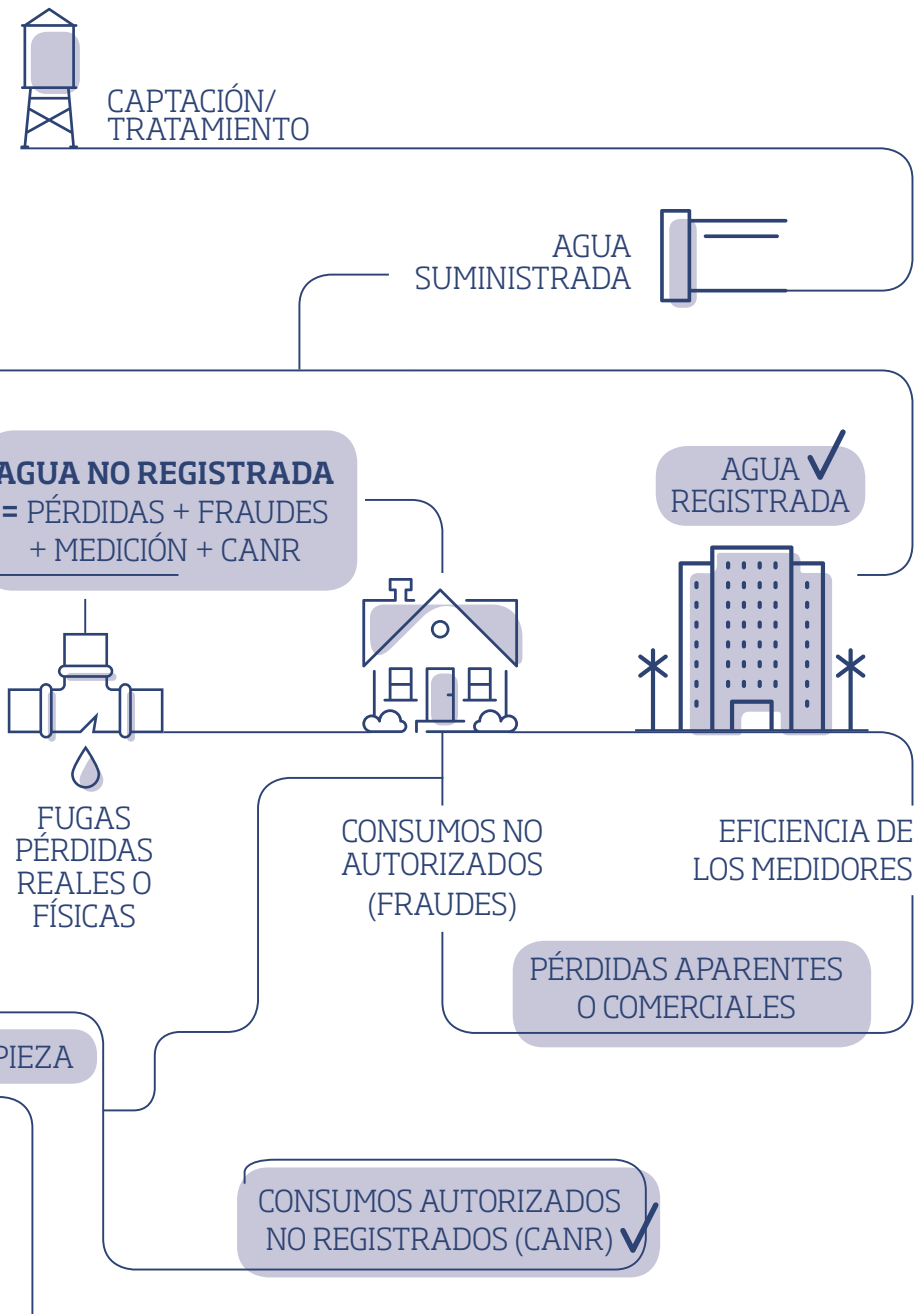 CAPTACIÓN/
TRATAMIENTO
AGUA
SUMINISTRADA
AGUA NO REGISTRADA
= PÉRDIDAS + FRAUDES
+ MEDICIÓN + CANR
AGUA
REGISTRADA
FUGAS
PÉRDIDAS
REALES O
FÍSICAS
CONSUMOS NO
AUTORIZADOS
(FRAUDES)
EFICIENCIA DE
LOS MEDIDORES
PÉRDIDAS APARENTES
O COMERCIALES
PIEZA
CONSUMOS AUTORIZADOS
NO REGISTRADOS (CANR)